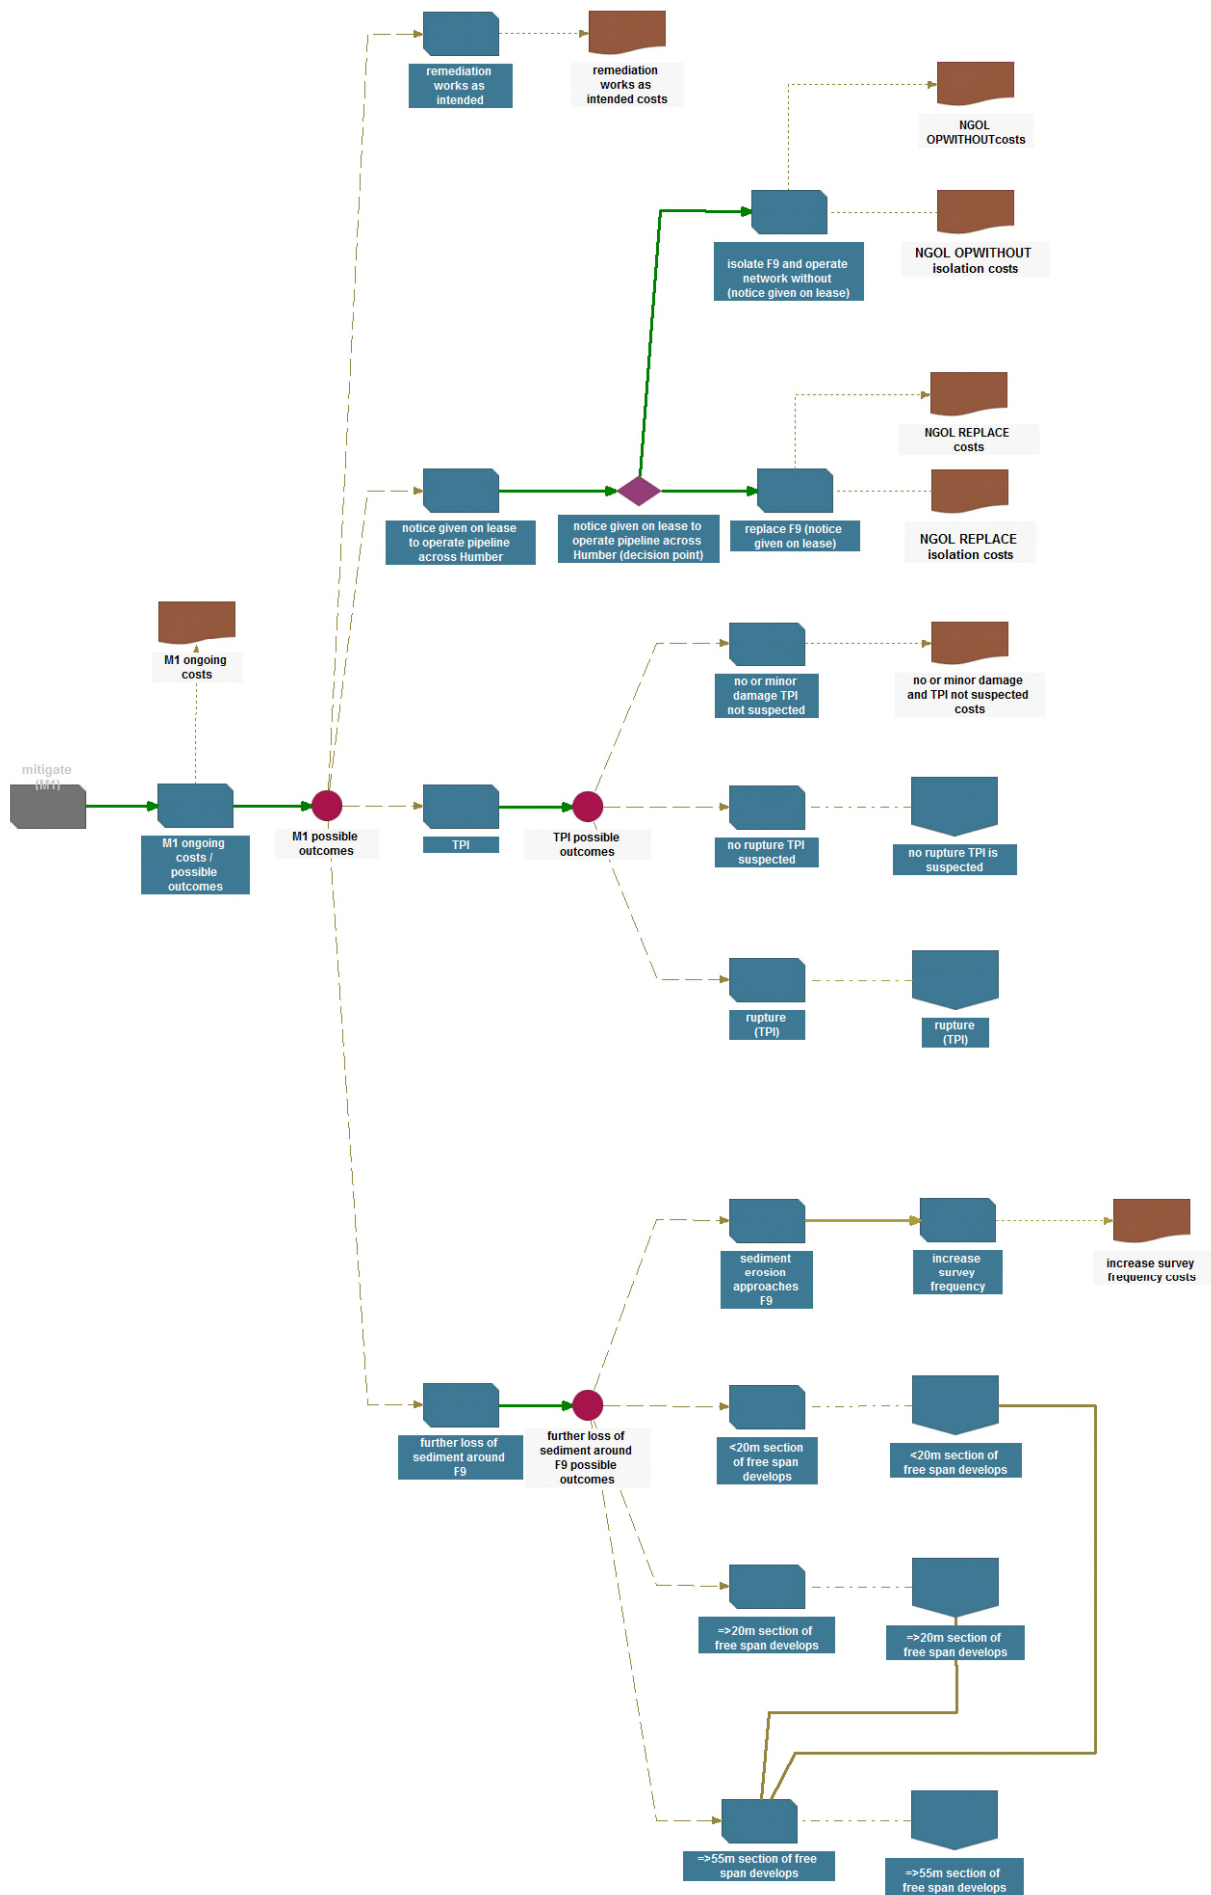 remediation
works as
intended
remediation
works as
intended costs
NGOL
OPWITHOUTcosts
isolate F9 and operate
network without
(notice given on lease)
NGOL OPWITHOUT
isolation costs
NGOL REPLACE
costs
notice given on lease
to operate pipeline
across Humber
notice given on lease to
operate pipeline across
Humber (decision point)
replace F9 (notice
given on lease)
NGOL REPLACE
isolation costs
M1 ongoing
costs
no or minor
damage TPI
not suspected
no or minor damage
and TPI not suspected
costs
mitigate
(M1)
M1 ongoing
costs /
possible
outcomes
M1 possible
outcomes
TPI
TPI possible
outcomes
no rupture TPI
suspected
no rupture TPI is
suspected
rupture
(TPI)
rupture
(TPI)
sediment
erosion
approaches
F9
increase
survey
frequency
increase survey
frequency costs
further loss of
sediment around
F9
further loss of
sediment around
F9 possible
outcomes
<20m section
of free span
develops
<20m section of
free span develops
=>20m section of
free span develops
=>20m section of
free span develops
=>55m section of free
span develops
=>55m section of
free span develops